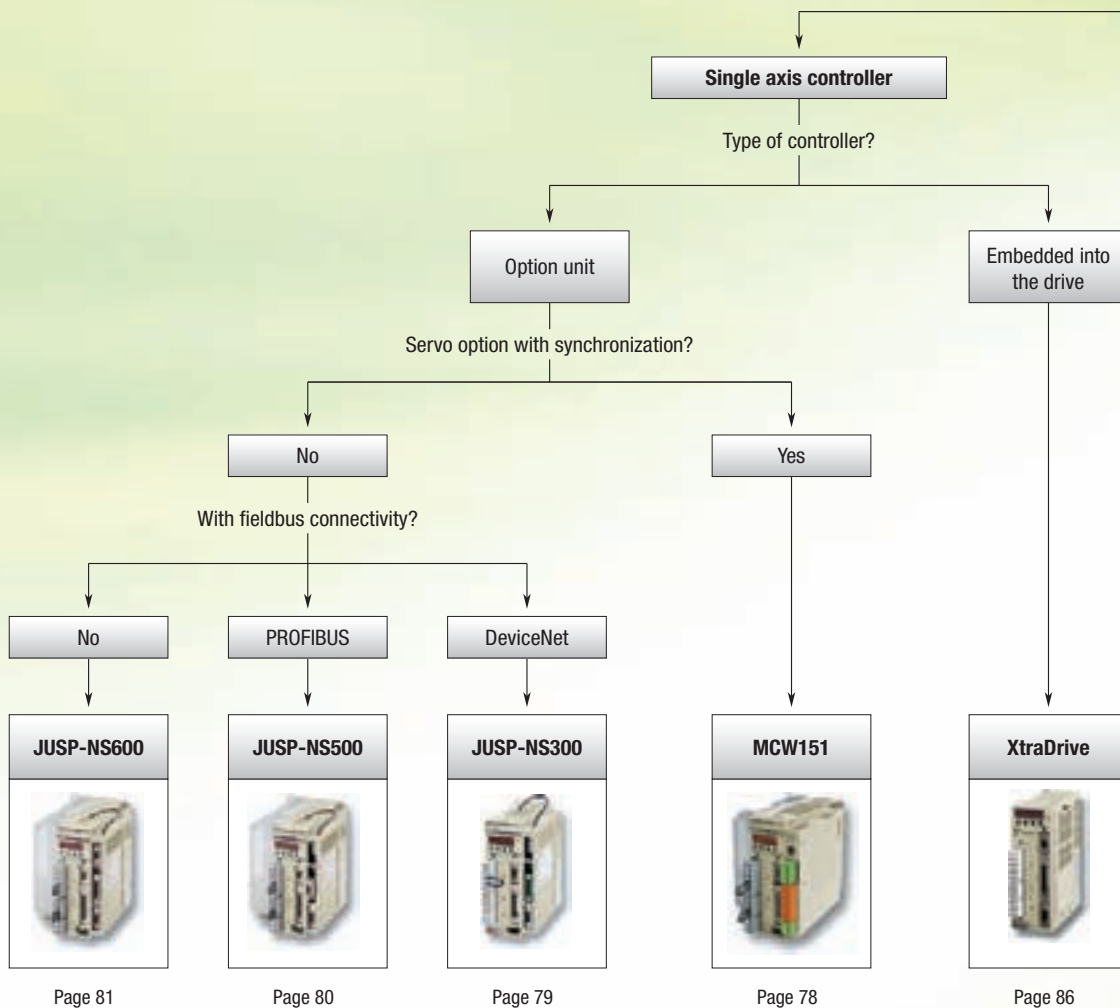 Single axis controller
Type of controller?
Option unit
Embedded into
the drive
Servo option with synchronization?
No
Yes
With fieldbus connectivity?
No
PROFIBUS
DeviceNet
JUSP-NS600
JUSP-NS500
JUSP-NS300
MCW151
XtraDrive
Page 81
Page 80
Page 79
Page 78
Page 86